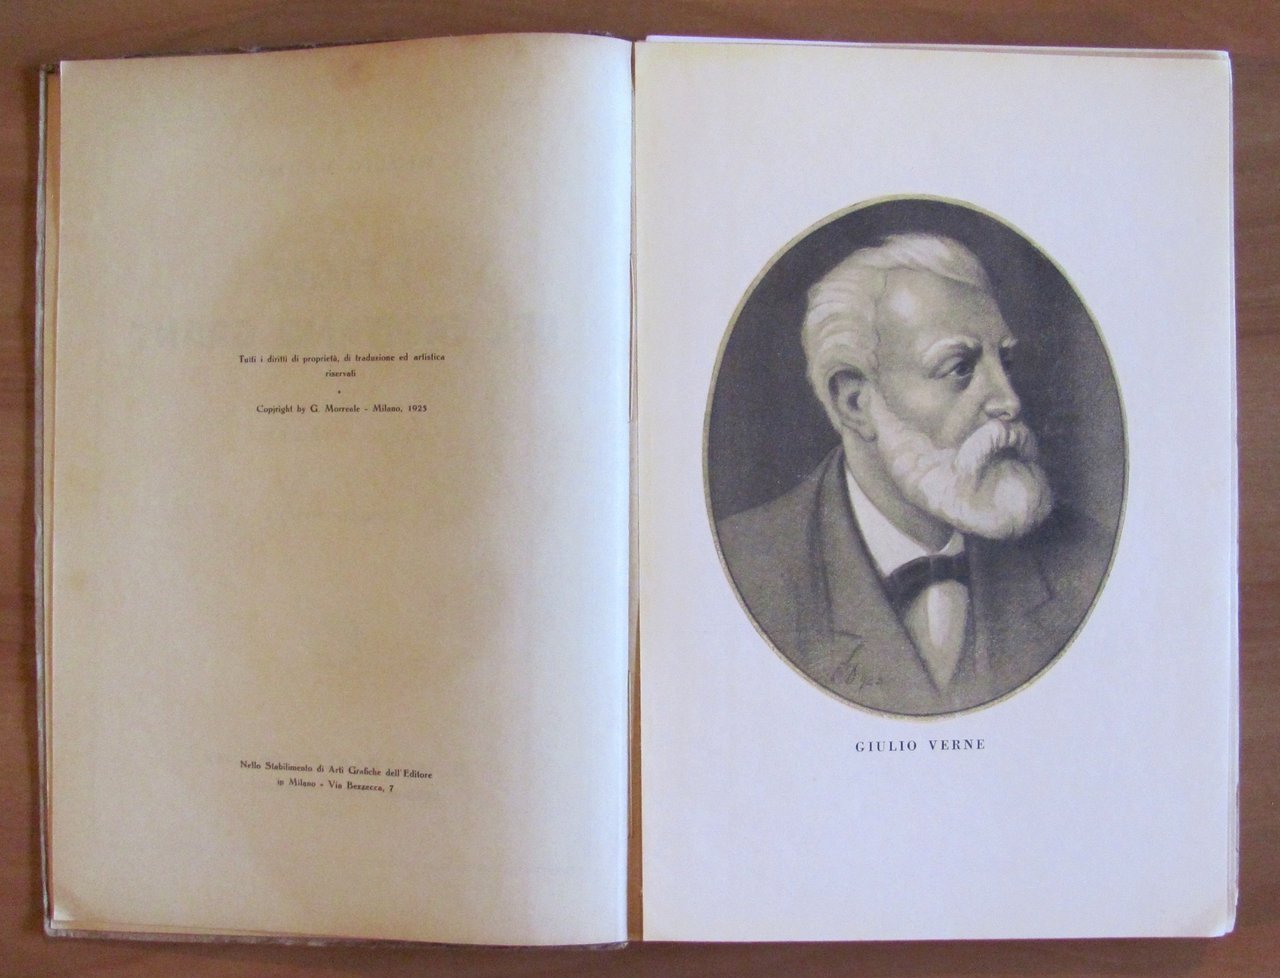 Tutti i diritti di proprietà, di traduzione ed artistica
riservati
Copyright by G. Morreale - Milano, 1925
Nello Stabilimento di Arti Grafiche dell'Editore
in Milano - Via Bezzecca, 7
GIULIO VERNE